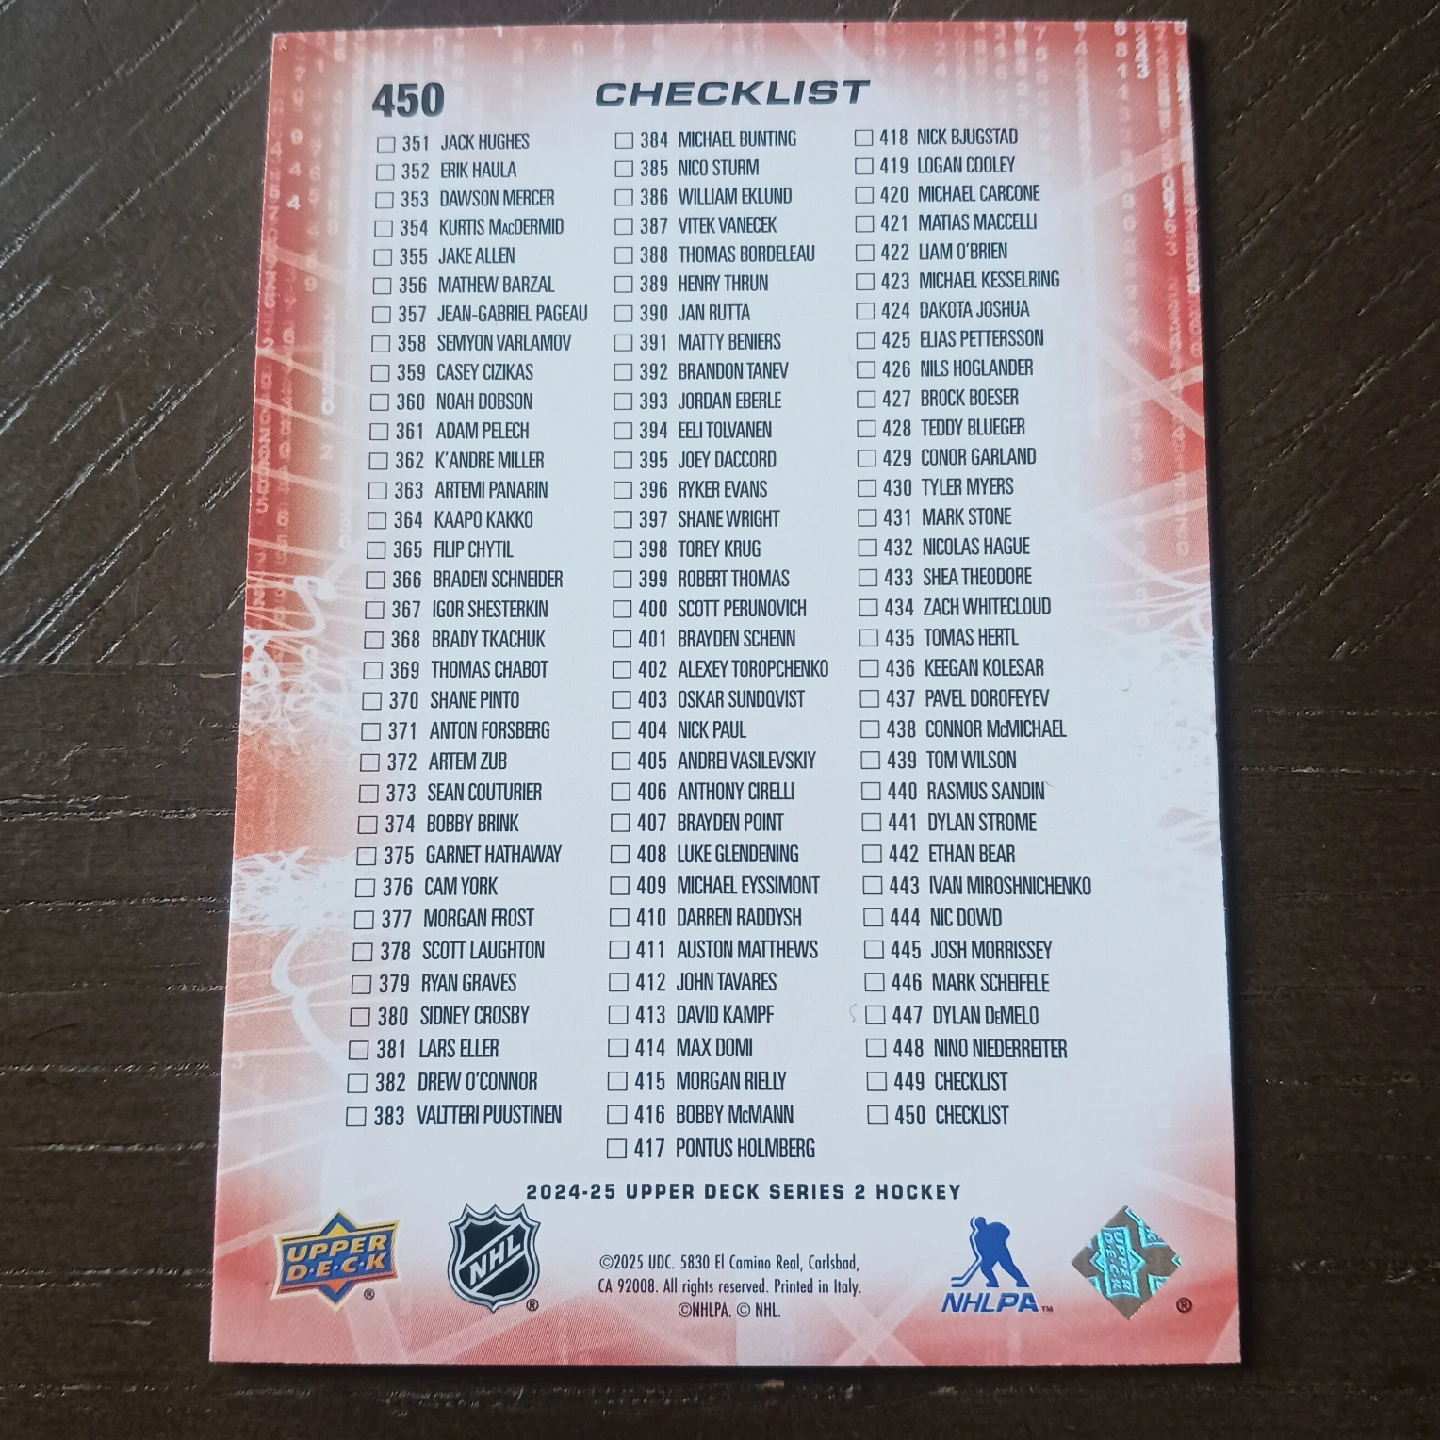 450
CHECKLIST
351 JACK HUGHES
352 ERIK HAULA
353 DAWSON MERCER
354 KURTIS MacDERMID
355 JAKE ALLEN
356 MATHEW BARZAL
357 JEAN-GABRIEL PAGEAU
358 SEMYON VARLAMOV
359 CASEY CIZIKAS
360 NOAH DOBSON
361 ADAM PELECH
362 K'ANDRE MILLER
363 ARTEMI PANARIN
364 KAAPO KAKKO
365 FILIP CHYTIL
366 BRADEN SCHNEIDER
367 IGOR SHESTERKIN
368 BRADY TKACHUK
369 THOMAS CHABOT
370 SHANE PINTO
371 ANTON FORSBERG
372 ARTEM ZUB
373 SEAN COUTURIER
374 BOBBY BRINK
375 GARNET HATHAWAY
376 CAM YORK
377 MORGAN FROST
378 SCOTT LAUGHTON
379 RYAN GRAVES
380 SIDNEY CROSBY
381 LARS ELLER
382 DREW O'CONNOR
383 VALTTERI PUUSTINEN
384 MICHAEL BUNTING
385 NICO STURM
386 WILLIAM EKLUND
387 VITEK VANECEK
388 THOMAS BORDELEAU
389 HENRY THRUN
390 JAN RUTTA
391 MATTY BENIERS
392 BRANDON TANEV
393 JORDAN EBERLE
394 EELI TOLVANEN
395 JOEY DACCORD
396 RYKER EVANS
397 SHANE WRIGHT
398 TOREY KRUG
399 ROBERT THOMAS
400 SCOTT PERUNOVICH
401 BRAYDEN SCHENN
402 ALEXEY TOROPCHENKO
403 OSKAR SUNDQVIST
404 NICK PAUL
405 ANDREI VASILEVSKIY
406 ANTHONY CIRELLI
407 BRAYDEN POINT
408 LUKE GLENDENING
409 MICHAEL EYSSIMONT
410 DARREN RADDYSH
411 AUSTON MATTHEWS
412 JOHN TAVARES
413 DAVID KAMPF
414 MAX DOMI
415 MORGAN RIELLY
416 BOBBY McMANN
417 PONTUS HOLMBERG
418 NICK BJUGSTAD
419 LOGAN COOLEY
420 MICHAEL CARCONE
421 MATIAS MACCELLI
422 LIAM O'BRIEN
423 MICHAEL KESSELRING
424 DAKOTA JOSHUA
425 ELIAS PETTERSSON
426 NILS HOGLANDER
427 BROCK BOESER
428 TEDDY BLUEGER
429 CONOR GARLAND
430 TYLER MYERS
431 MARK STONE
432 NICOLAS HAGUE
433 SHEA THEODORE
434 ZACH WHITECLOUD
435 TOMAS HERTL
436 KEEGAN KOLESAR
437 PAVEL DOROFEYEV
438 CONNOR McMICHAEL
439 TOM WILSON
440 RASMUS SANDIN
441 DYLAN STROME
442 ETHAN BEAR
443 IVAN MIROSHNICHENKO
444 NIC DOWD
445 JOSH MORRISSEY
446 MARK SCHEIFELE
447 DYLAN DeMELO
448 NINO NIEDERREITER
449 CHECKLIST
450 CHECKLIST
2024-25 UPPER DECK SERIES 2 HOCKEY
UPPER
D·E·C·K
®
NHL
®
©2025 UDC. 5830 El Camino Real, Carlsbad,
CA 92008. All rights reserved. Printed in Italy.
©NHLPA. © NHL.
NHLPA™
UPPER
DECK
®